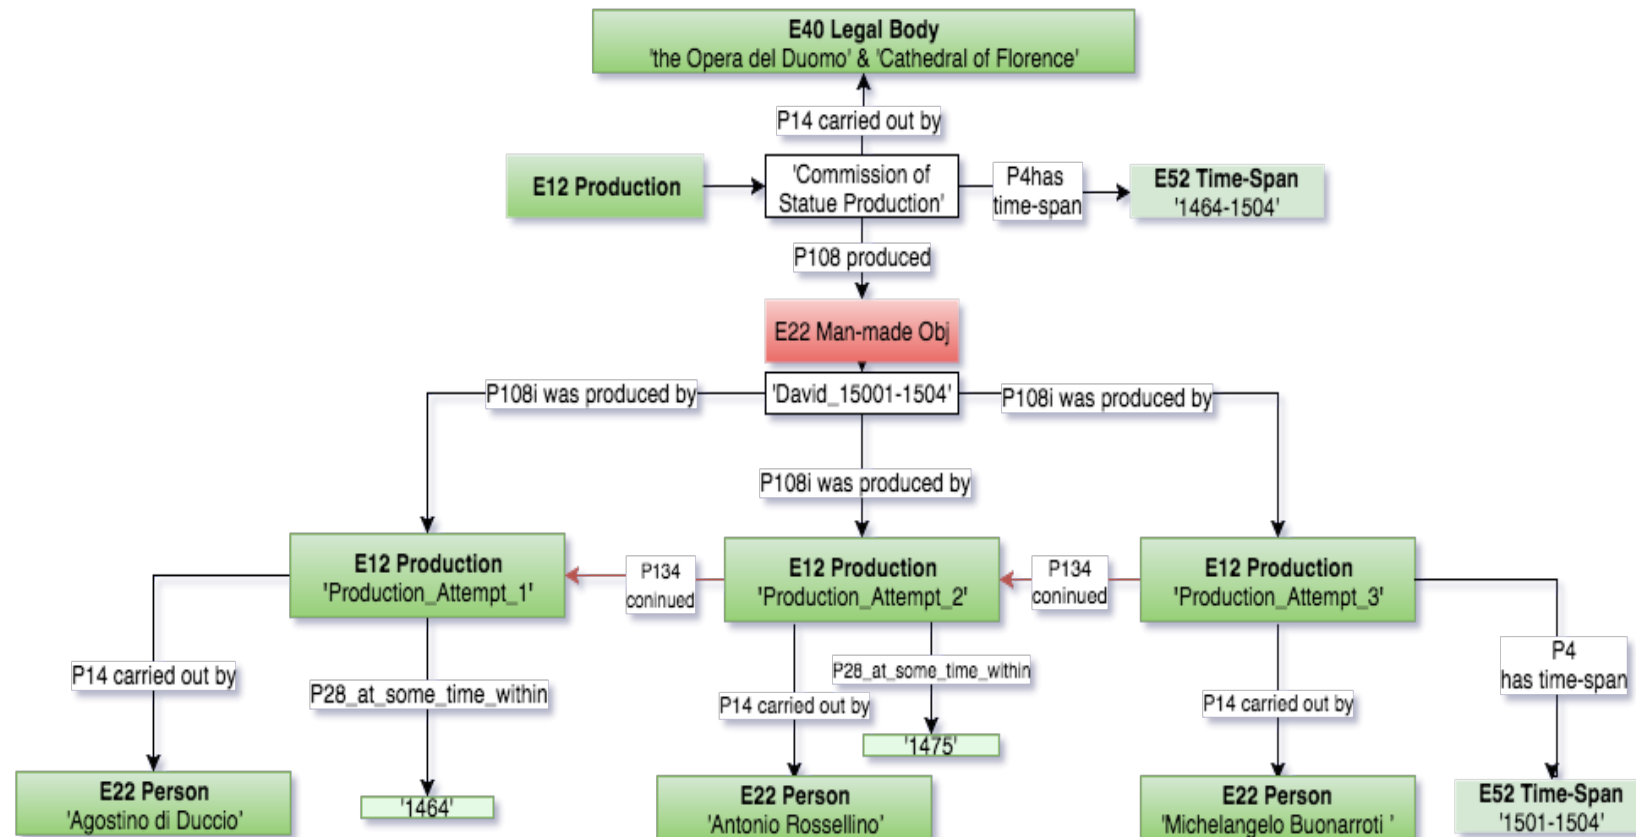 E40 Legal Body
'the Opera del Duomo' & 'Cathedral of Florence'
P14 carried out by
E12 Production
'Commission of
Statue Production'
P4has
time-span
E52 Time-Span
'1464-1504'
P108 produced
E22 Man-made Obj
P108i was produced by
'David_15001-1504'
P108i was produced by
P108i was produced by
E12 Production
'Production_Attempt_1'
P134
coninued
E12 Production
'Production_Attempt_2'
P134
coninued
E12 Production
'Production_Attempt_3'
P14 carried out by
P28_at_some_time_within
P28_at_some_time_within
P14 carried out by
P14 carried out by
P4
has time-span
'1475'
E22 Person
'Agostino di Duccio'
'1464'
E22 Person
'Antonio Rossellino'
E22 Person
'Michelangelo Buonarroti '
E52 Time-Span
'1501-1504'